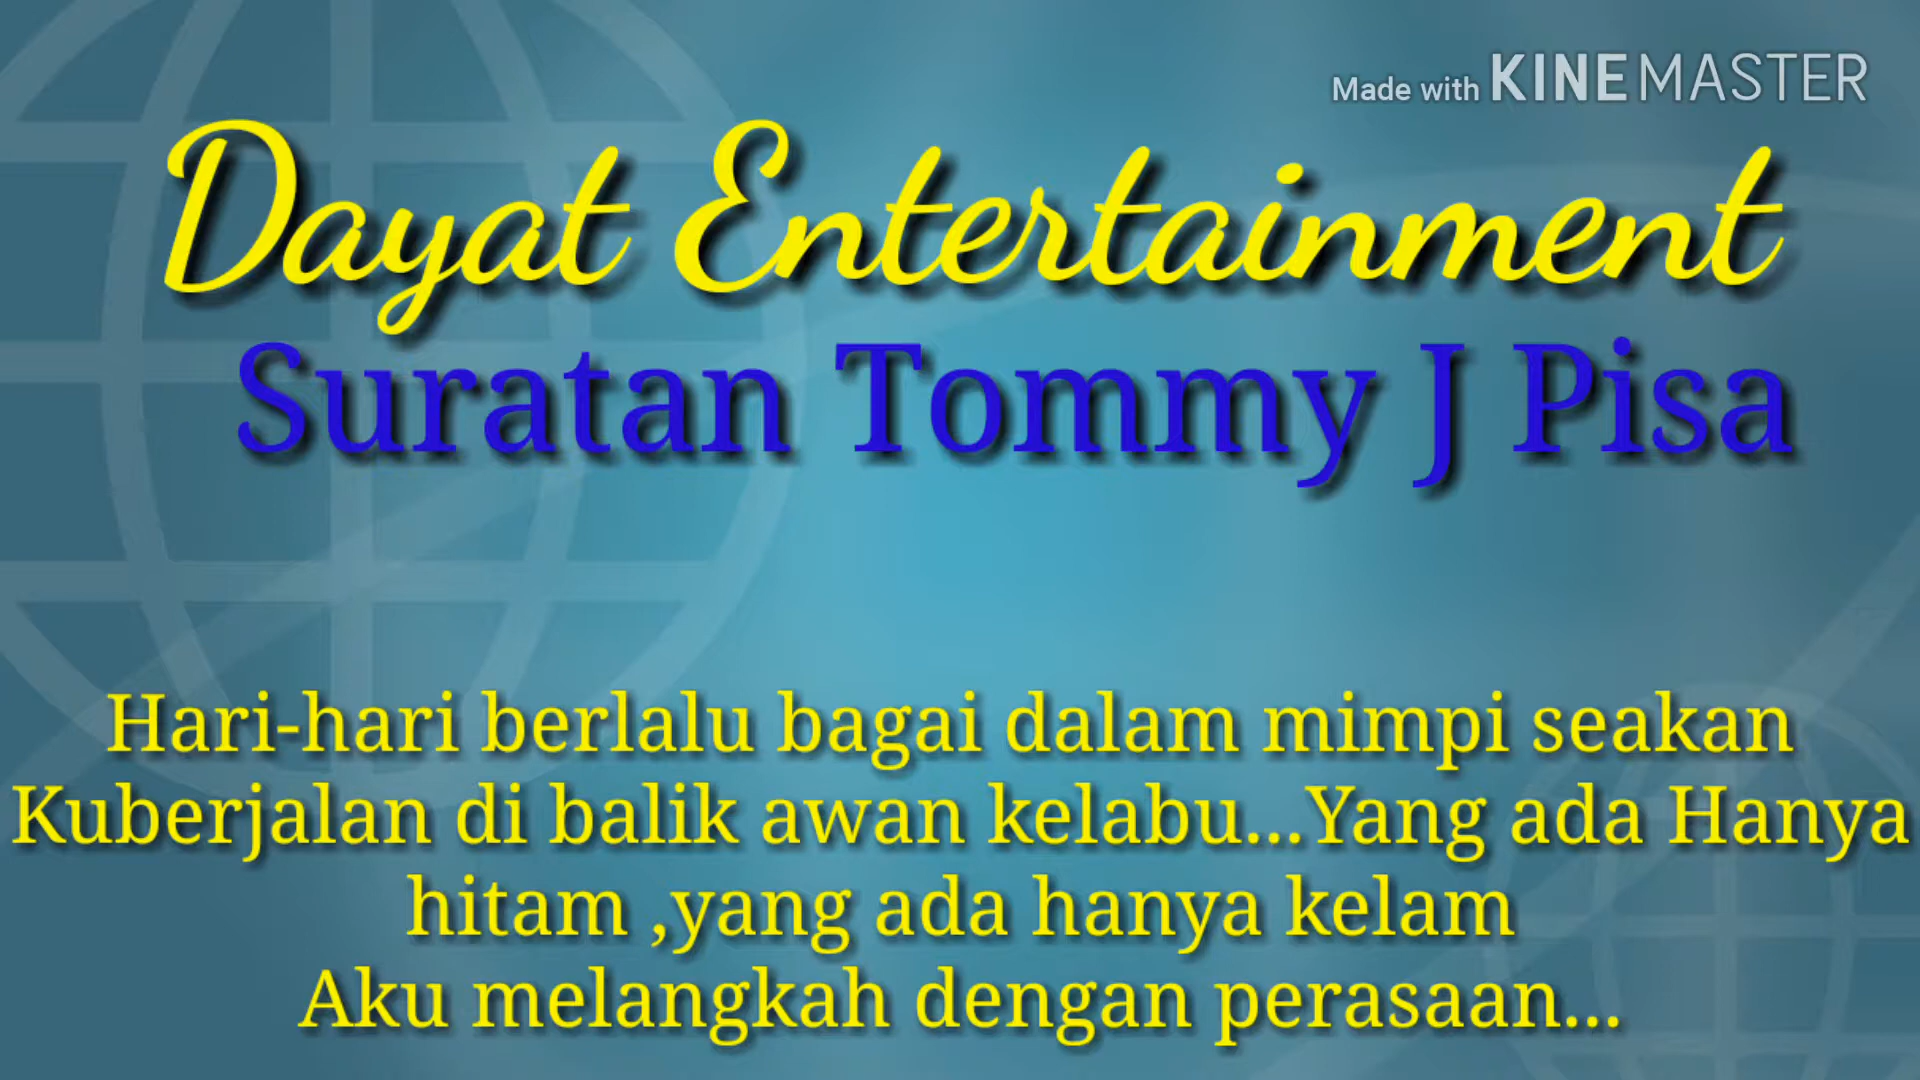 Made with KINEMASTER
Dayat Entertainment
Suratan Tommy J Pisa
Hari-hari berlalu bagai dalam mimpi seakan
Kuberjalan di balik awan kelabu...Yang ada Hanya
hitam ,yang ada hanya kelam
Aku melangkah dengan perasaan...